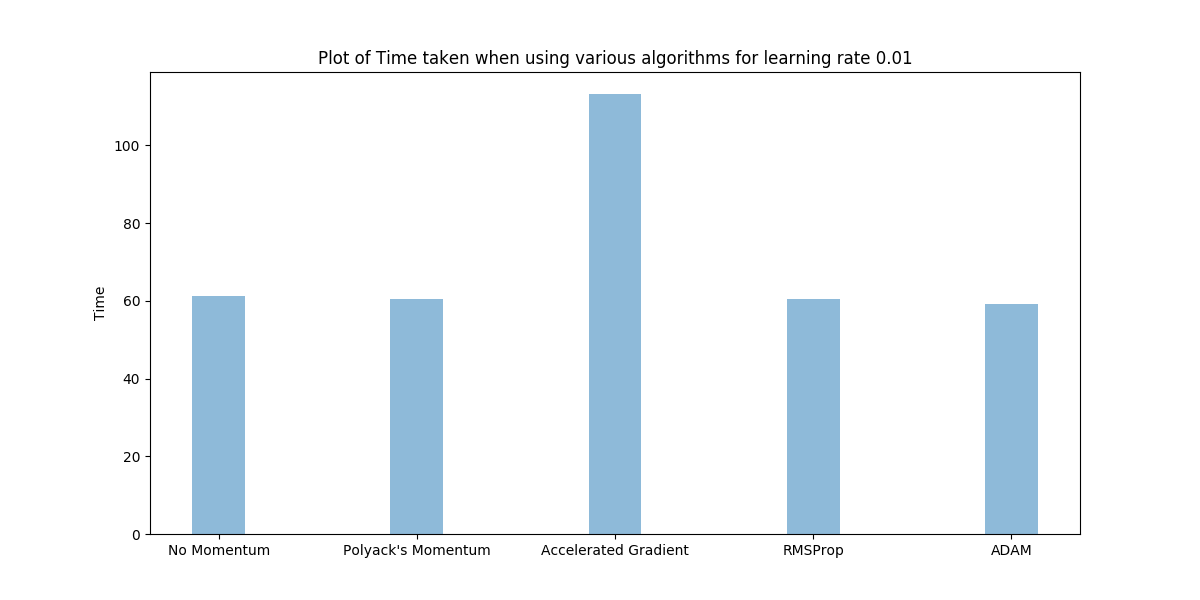 Plot of Time taken when using various algorithms for learning rate 0.01
Time
100
80
60
40
20
0
No Momentum
Polyack's Momentum
Accelerated Gradient
RMSProp
ADAM